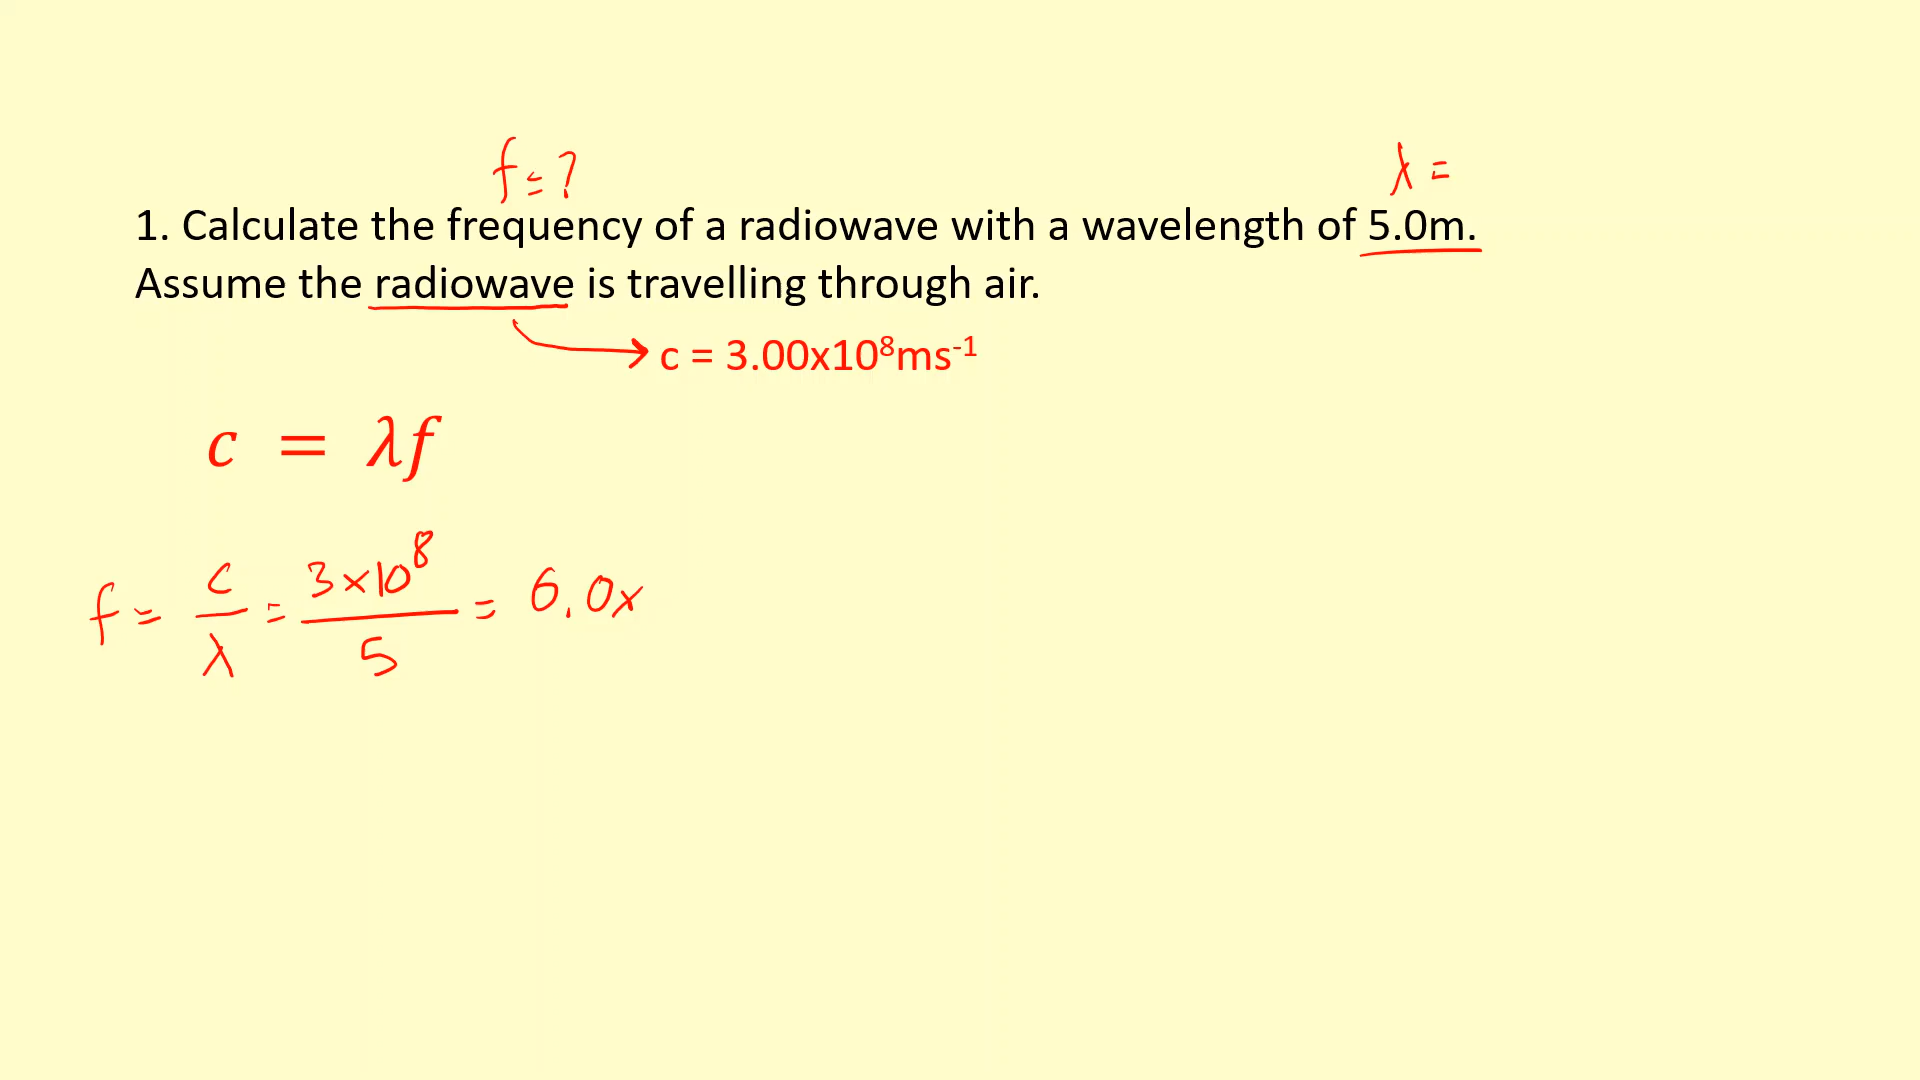 f = ? λ =
1. Calculate the frequency of a radiowave with a wavelength of 5.0m.
Assume the radiowave is travelling through air.
c = 3.00x10⁸ms⁻¹
c = λf
f = c/λ = 3×10⁸/5 = 6.0x